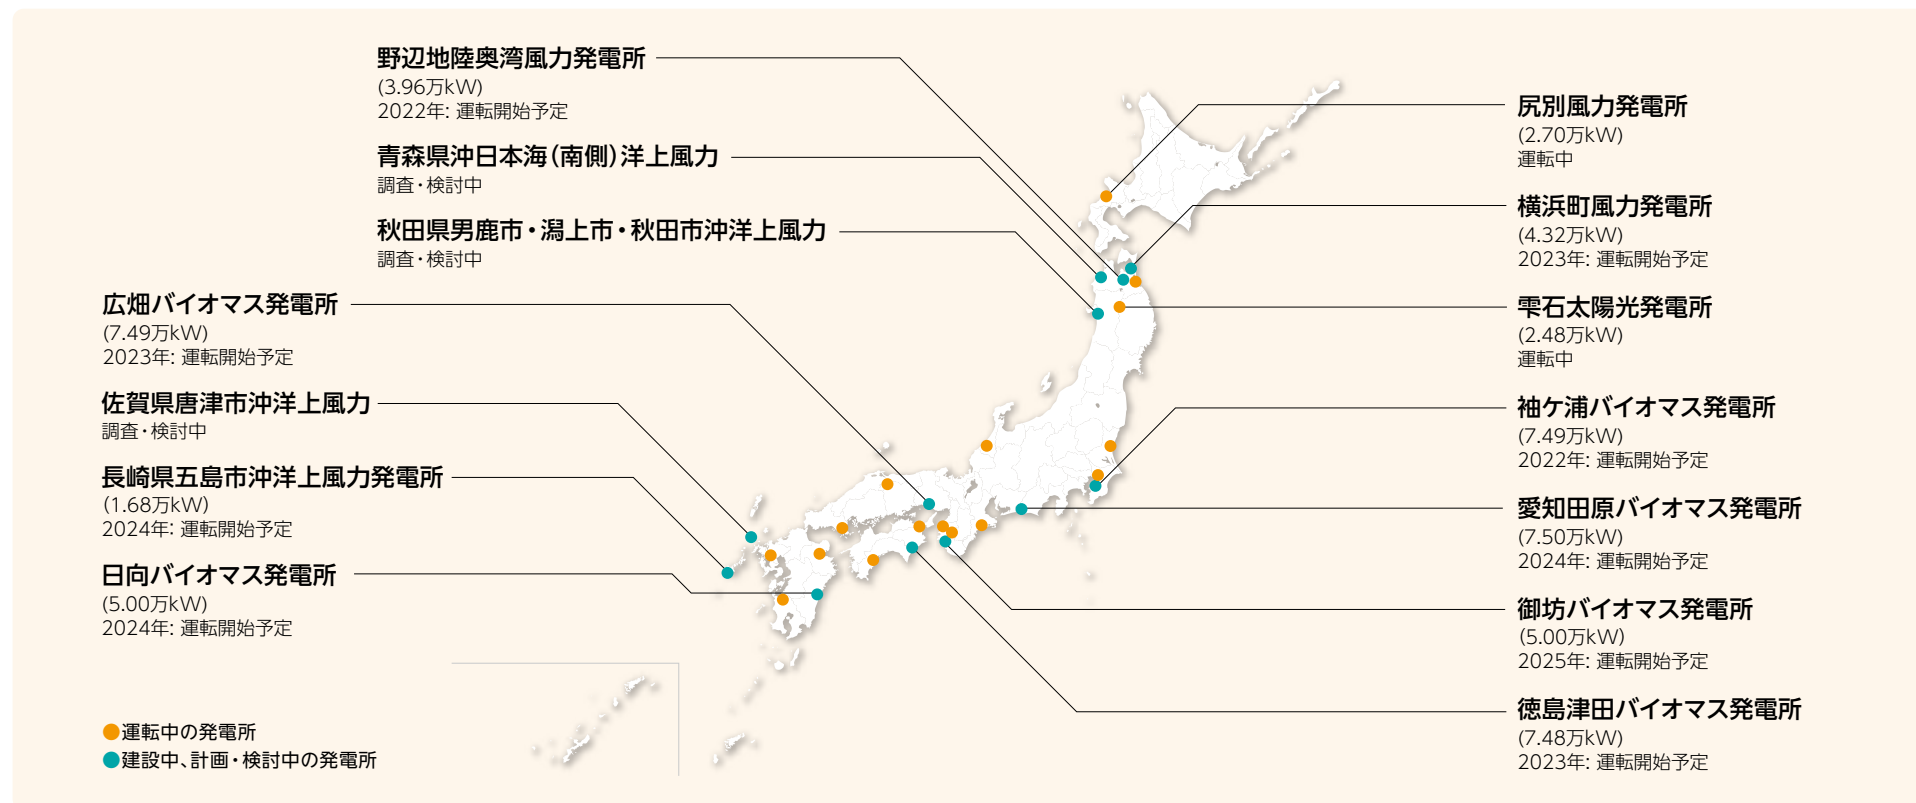 野辺地陸奥湾風力発電所
(3.96万kW)
2022年: 運転開始予定
青森県沖日本海(南側)洋上風力
調査・検討中
秋田県男鹿市・潟上市・秋田市沖洋上風力
調査・検討中
広畑バイオマス発電所
(7.49万kW)
2023年: 運転開始予定
佐賀県唐津市沖洋上風力
調査・検討中
長崎県五島市沖洋上風力発電所
(1.68万kW)
2024年: 運転開始予定
日向バイオマス発電所
(5.00万kW)
2024年: 運転開始予定
尻別風力発電所
(2.70万kW)
運転中
横浜町風力発電所
(4.32万kW)
2023年: 運転開始予定
雫石太陽光発電所
(2.48万kW)
運転中
袖ケ浦バイオマス発電所
(7.49万kW)
2022年: 運転開始予定
愛知田原バイオマス発電所
(7.50万kW)
2024年: 運転開始予定
御坊バイオマス発電所
(5.00万kW)
2025年: 運転開始予定
徳島津田バイオマス発電所
(7.48万kW)
2023年: 運転開始予定
運転中の発電所
建設中、計画・検討中の発電所